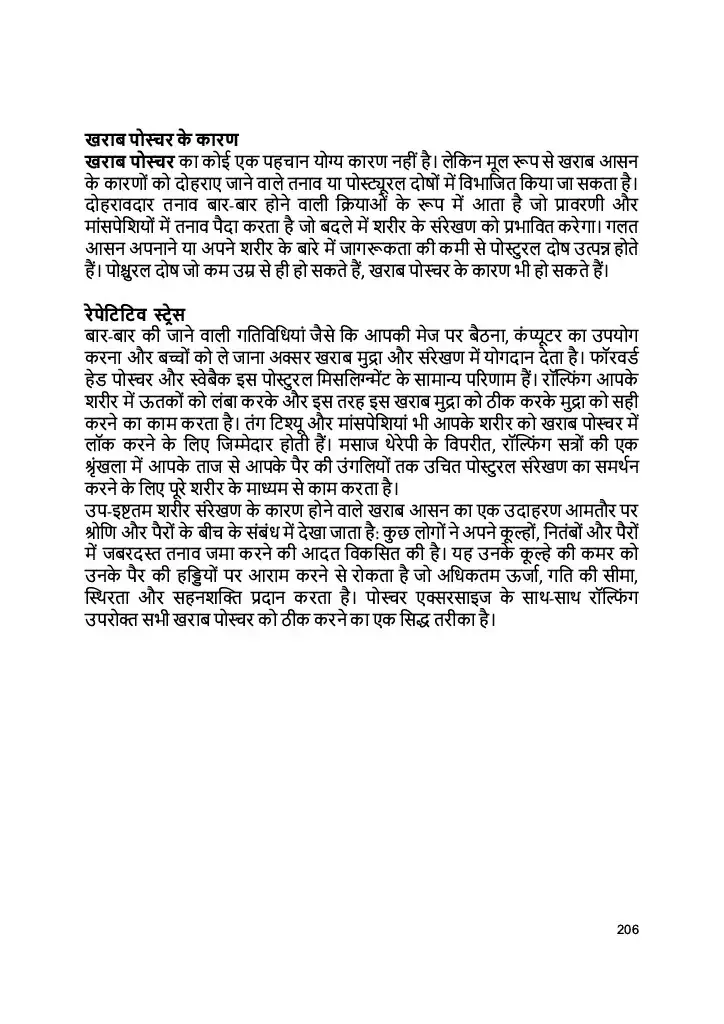 खराब पोस्चर के कारण
खराब पोस्चर का कोई एक पहचान योग्य कारण नहीं है। लेकिन मूल रूप से खराब आसन
के कारणों को दोहराए जाने वाले तनाव या पोस्ट्यूरल दोषों में विभाजित किया जा सकता है।
दोहरावदार तनाव बार-बार होने वाली क्रियाओं के रूप में आता है जो प्रावरणी और
मांसपेशियों में तनाव पैदा करता है जो बदले में शरीर के संरेखण को प्रभावित करेगा। गलत
आसन अपनाने या अपने शरीर के बारे में जागरूकता की कमी से पोस्टुरल दोष उत्पन्न होते
हैं। पोश्चुरल दोष जो कम उम्र से ही हो सकते हैं, खराब पोस्चर के कारण भी हो सकते हैं।
रेपेटिटिव स्ट्रेस
बार-बार की जाने वाली गतिविधियां जैसे कि आपकी मेज पर बैठना, कंप्यूटर का उपयोग
करना और बच्चों को ले जाना अक्सर खराब मुद्रा और संरेखण में योगदान देता है। फॉरवर्ड
हेड पोस्चर और स्वेबैक इस पोस्टुरल मिसलिग्न्मेंट के सामान्य परिणाम हैं। रॉल्फिंग आपके
शरीर में ऊतकों को लंबा करके और इस तरह इस खराब मुद्रा को ठीक करके मुद्रा को सही
करने का काम करता है। तंग टिश्यू और मांसपेशियां भी आपके शरीर को खराब पोस्चर में
लॉक करने के लिए जिम्मेदार होती हैं। मसाज थेरेपी के विपरीत, रॉल्फिंग सत्रों की एक
श्रृंखला में आपके ताज से आपके पैर की उंगलियों तक उचित पोस्टुरल संरेखण का समर्थन
करने के लिए पूरे शरीर के माध्यम से काम करता है।
उप-इष्टतम शरीर संरेखण के कारण होने वाले खराब आसन का एक उदाहरण आमतौर पर
श्रोणि और पैरों के बीच के संबंध में देखा जाता है: कुछ लोगों ने अपने कूल्हों, नितंबों और पैरों
में जबरदस्त तनाव जमा करने की आदत विकसित की है। यह उनके कूल्हे की कमर को
उनके पैर की हड्डियों पर आराम करने से रोकता है जो अधिकतम ऊर्जा, गति की सीमा,
स्थिरता और सहनशक्ति प्रदान करता है। पोस्चर एक्सरसाइज के साथ-साथ रॉल्फिंग
उपरोक्त सभी खराब पोस्चर को ठीक करने का एक सिद्ध तरीका है।
206